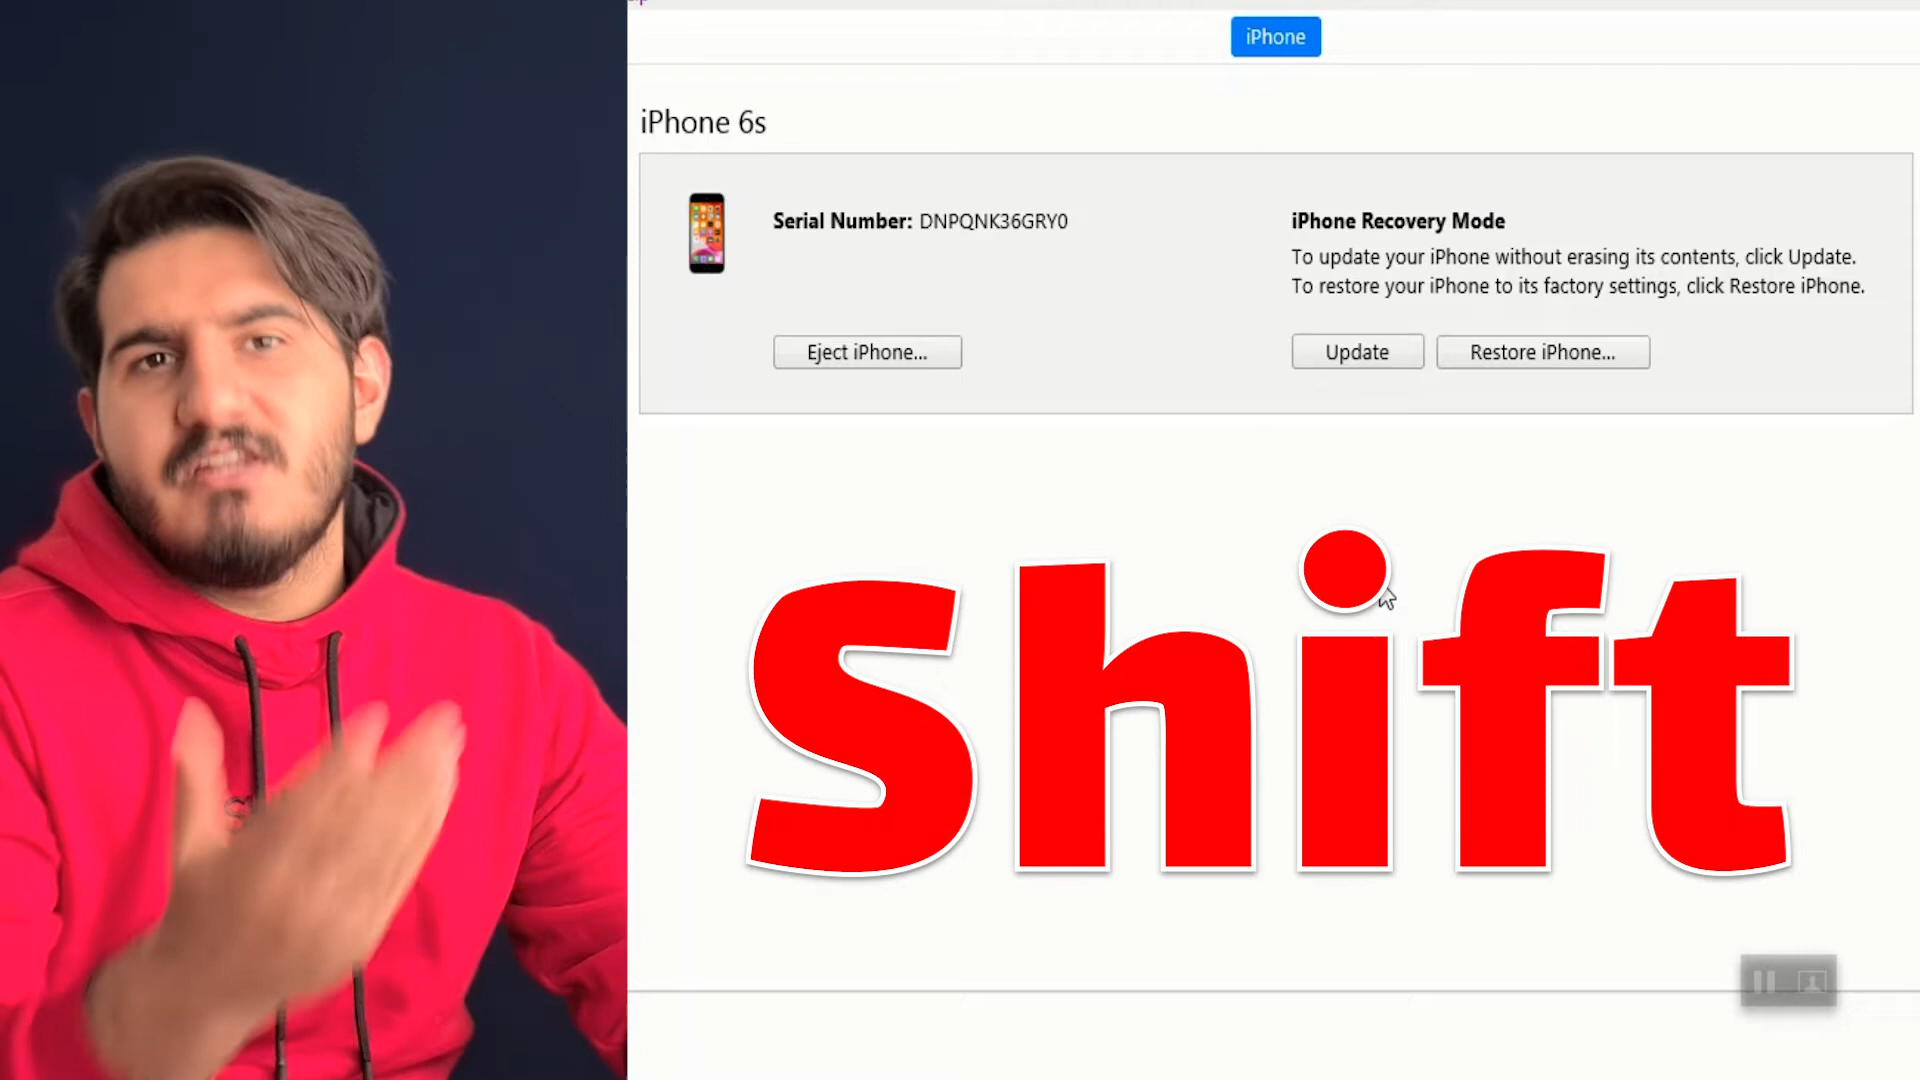 iPhone
iPhone 6s
Serial Number: DNPQNK36GRY0
iPhone Recovery Mode
To update your iPhone without erasing its contents, click Update.
To restore your iPhone to its factory settings, click Restore iPhone.
Eject iPhone...
Update
Restore iPhone...
Shift